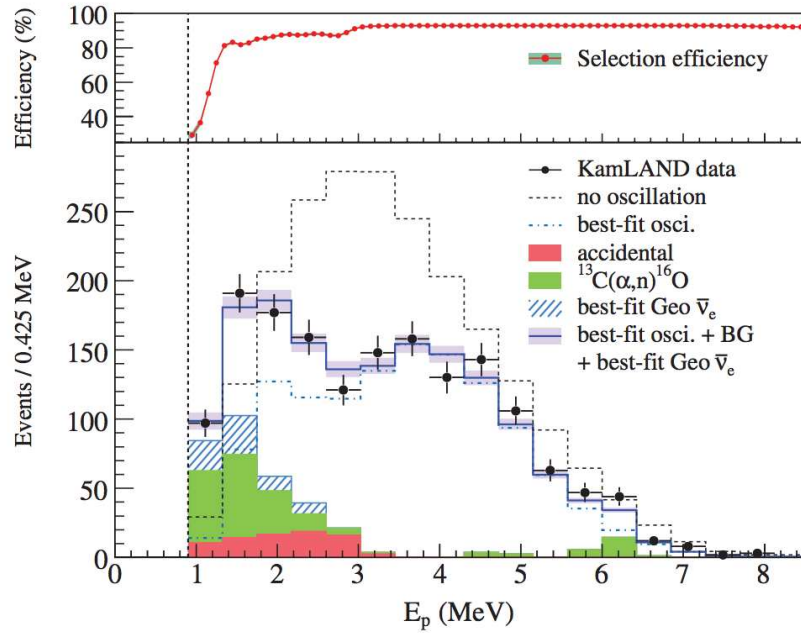 Efficiency (%)
100
80
60
40
Selection efficiency
Events / 0.425 MeV
250
200
150
100
50
0
KamLAND data
no oscillation
best-fit osci.
accidental
¹³C(α,n)¹⁶O
best-fit Geo ν̅ₑ
best-fit osci. + BG
+ best-fit Geo ν̅ₑ
0 1 2 3 4 5 6 7 8
Eₚ (MeV)